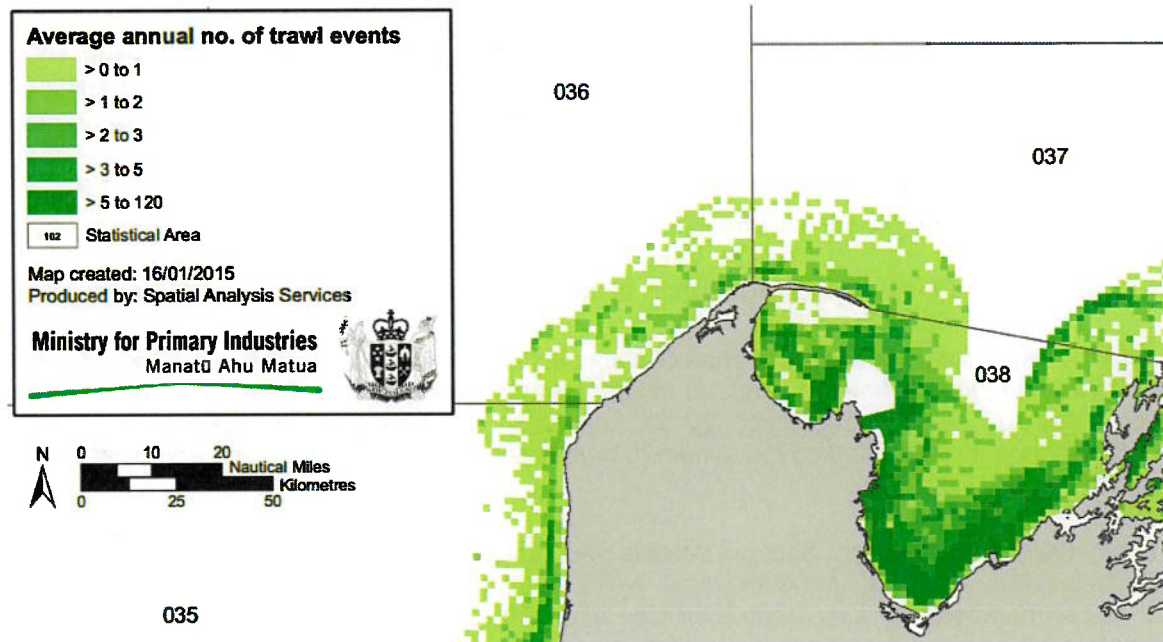 Average annual no. of trawl events
> 0 to 1
> 1 to 2
> 2 to 3
> 3 to 5
> 5 to 120
102 Statistical Area
Map created: 16/01/2015
Produced by: Spatial Analysis Services
Ministry for Primary Industries
Manatū Ahu Matua
N
0 10 20
Nautical Miles
Kilometres
0 25 50
036
037
038
035